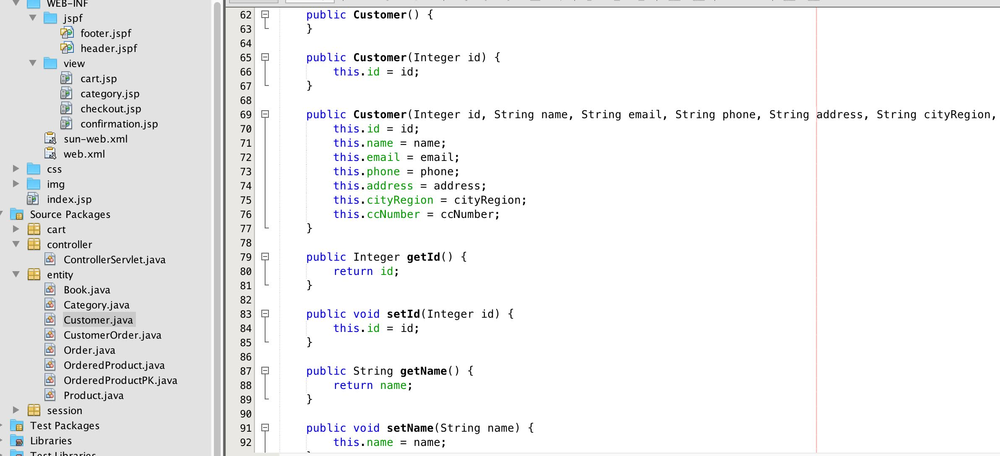 WEB-INF
jspf
footer.jspf
header.jspf
view
cart.jsp
category.jsp
checkout.jsp
confirmation.jsp
sun-web.xml
web.xml
css
img
index.jsp
Source Packages
cart
controller
ControllerServlet.java
entity
Book.java
Category.java
Customer.java
CustomerOrder.java
Order.java
OrderedProduct.java
OrderedProductPK.java
Product.java
session
Test Packages
Libraries
Test Libraries
62 public Customer() {
63 }
64
65 public Customer(Integer id) {
66 this.id = id;
67 }
68
69 public Customer(Integer id, String name, String email, String phone, String address, String cityRegion,
70 this.id = id;
71 this.name = name;
72 this.email = email;
73 this.phone = phone;
74 this.address = address;
75 this.cityRegion = cityRegion;
76 this.ccNumber = ccNumber;
77 }
78
79 public Integer getId() {
80 return id;
81 }
82
83 public void setId(Integer id) {
84 this.id = id;
85 }
86
87 public String getName() {
88 return name;
89 }
90
91 public void setName(String name) {
92 this.name = name;